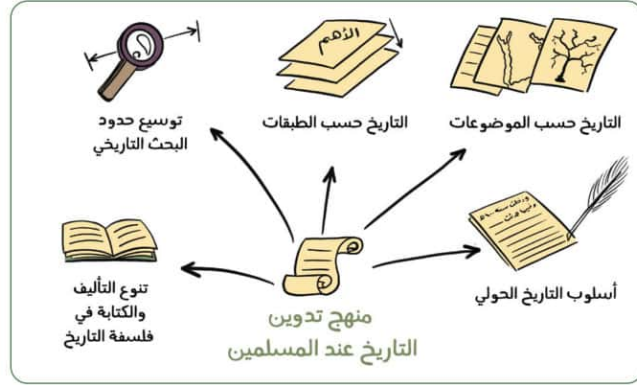 الأهم
توسيع حدود
البحث التاريخي
التاريخ حسب الطبقات
التاريخ حسب الموضوعات
تنوع التأليف
والكتابة في
فلسفة التاريخ
أسلوب التاريخ الحولي
منهج تدوين
التاريخ عند المسلمين